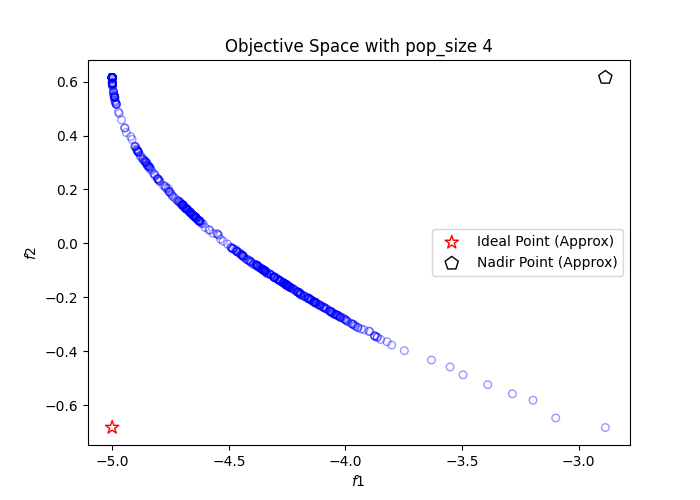 Objective Space with pop_size 4
0.6
0.4
0.2
0.0
−0.2
−0.4
−0.6
f2
Ideal Point (Approx)
Nadir Point (Approx)
−5.0 −4.5 −4.0 −3.5 −3.0
f1